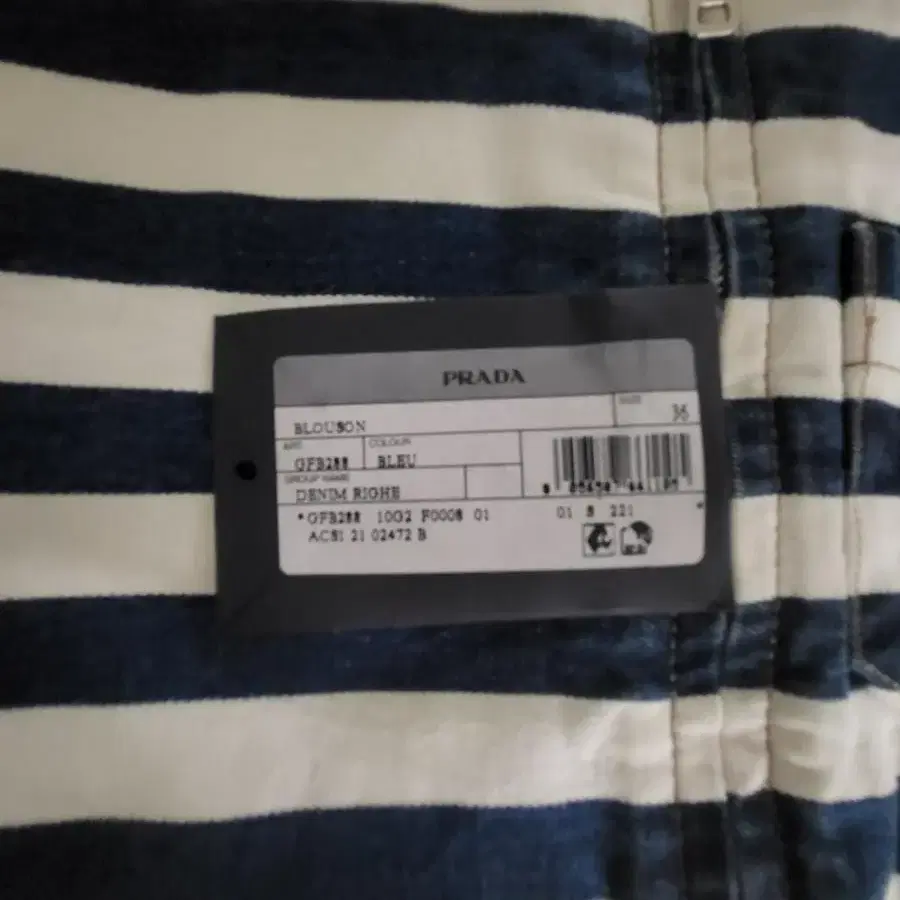 PRADA
BLOUSON
SIZE
36
ART.
COLOUR
GFB288
BLEU
GROUP NAME
DENIM RIGHE
*GFB288 10G2 F0008 01
01 S 221
ACSI 21 02472 B